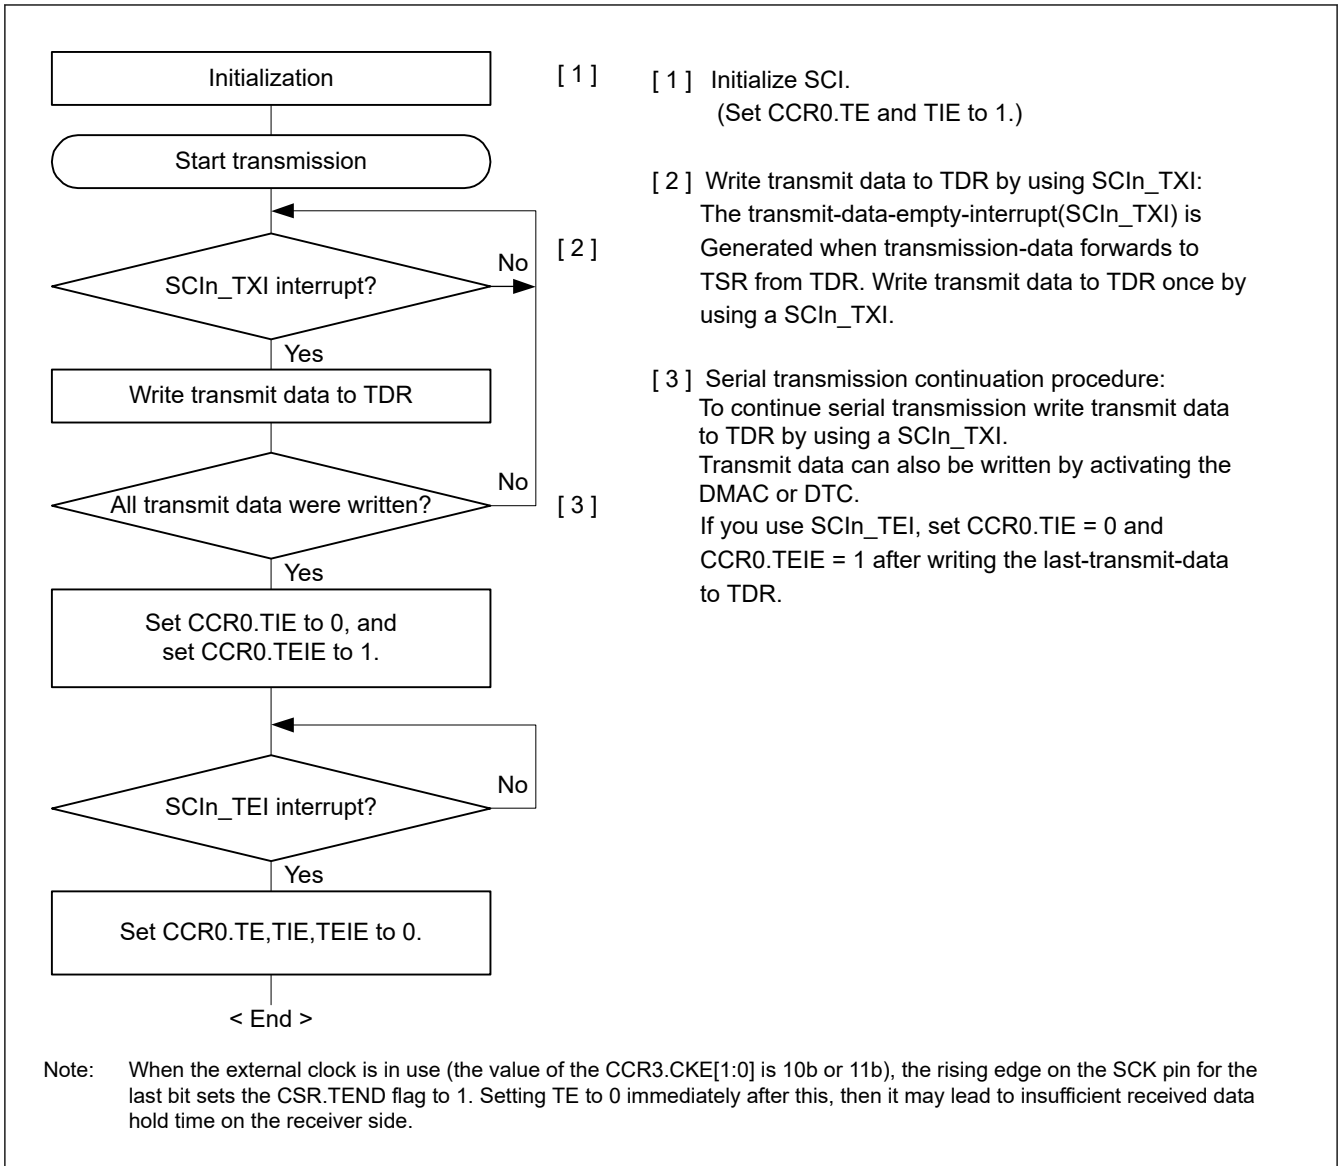 Initialization
[ 1 ]
Start transmission
SCIn_TXI interrupt?
No
[ 2 ]
Yes
Write transmit data to TDR
All transmit data were written?
No
[ 3 ]
Yes
Set CCR0.TIE to 0, and
set CCR0.TEIE to 1.
SCIn_TEI interrupt?
No
Yes
Set CCR0.TE,TIE,TEIE to 0.
< End >
[ 1 ] Initialize SCI.
(Set CCR0.TE and TIE to 1.)
[ 2 ] Write transmit data to TDR by using SCIn_TXI:
The transmit-data-empty-interrupt(SCIn_TXI) is
Generated when transmission-data forwards to
TSR from TDR. Write transmit data to TDR once by
using a SCIn_TXI.
[ 3 ] Serial transmission continuation procedure:
To continue serial transmission write transmit data
to TDR by using a SCIn_TXI.
Transmit data can also be written by activating the
DMAC or DTC.
If you use SCIn_TEI, set CCR0.TIE = 0 and
CCR0.TEIE = 1 after writing the last-transmit-data
to TDR.
Note: When the external clock is in use (the value of the CCR3.CKE[1:0] is 10b or 11b), the rising edge on the SCK pin for the
last bit sets the CSR.TEND flag to 1. Setting TE to 0 immediately after this, then it may lead to insufficient received data
hold time on the receiver side.